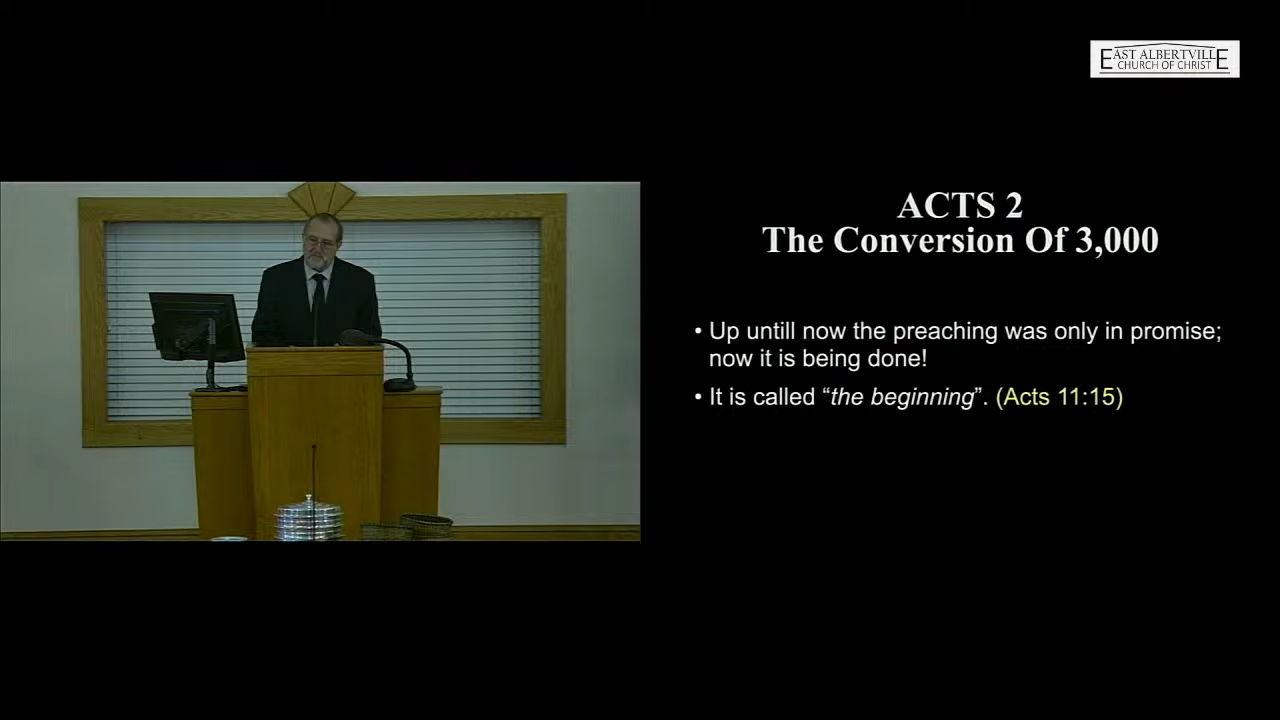 EAST ALBERTVILLE
CHURCH OF CHRIST
ACTS 2
The Conversion Of 3,000
• Up untill now the preaching was only in promise;
now it is being done!
• It is called “the beginning”. (Acts 11:15)